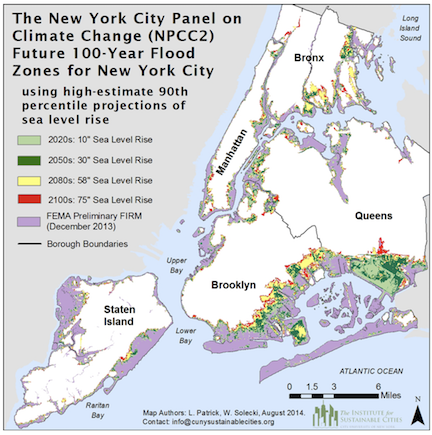 The New York City Panel on
Climate Change (NPCC2)
Future 100-Year Flood
Zones for New York City
using high-estimate 90th
percentile projections of
sea level rise
2020s: 10" Sea Level Rise
2050s: 30" Sea Level Rise
2080s: 58" Sea Level Rise
2100s: 75" Sea Level Rise
FEMA Preliminary FIRM
(December 2013)
Borough Boundaries
Long
Island
Sound
Bronx
Manhattan
Queens
Upper
Bay
Brooklyn
Staten
Island
Lower
Bay
Raritan
Bay
ATLANTIC OCEAN
0 1.5 3 6
Miles
N
Map Authors: L. Patrick, W. Solecki, August 2014.
Contact: info@cunysustainablecities.org
THE INSTITUTE for
Sustainable Cities